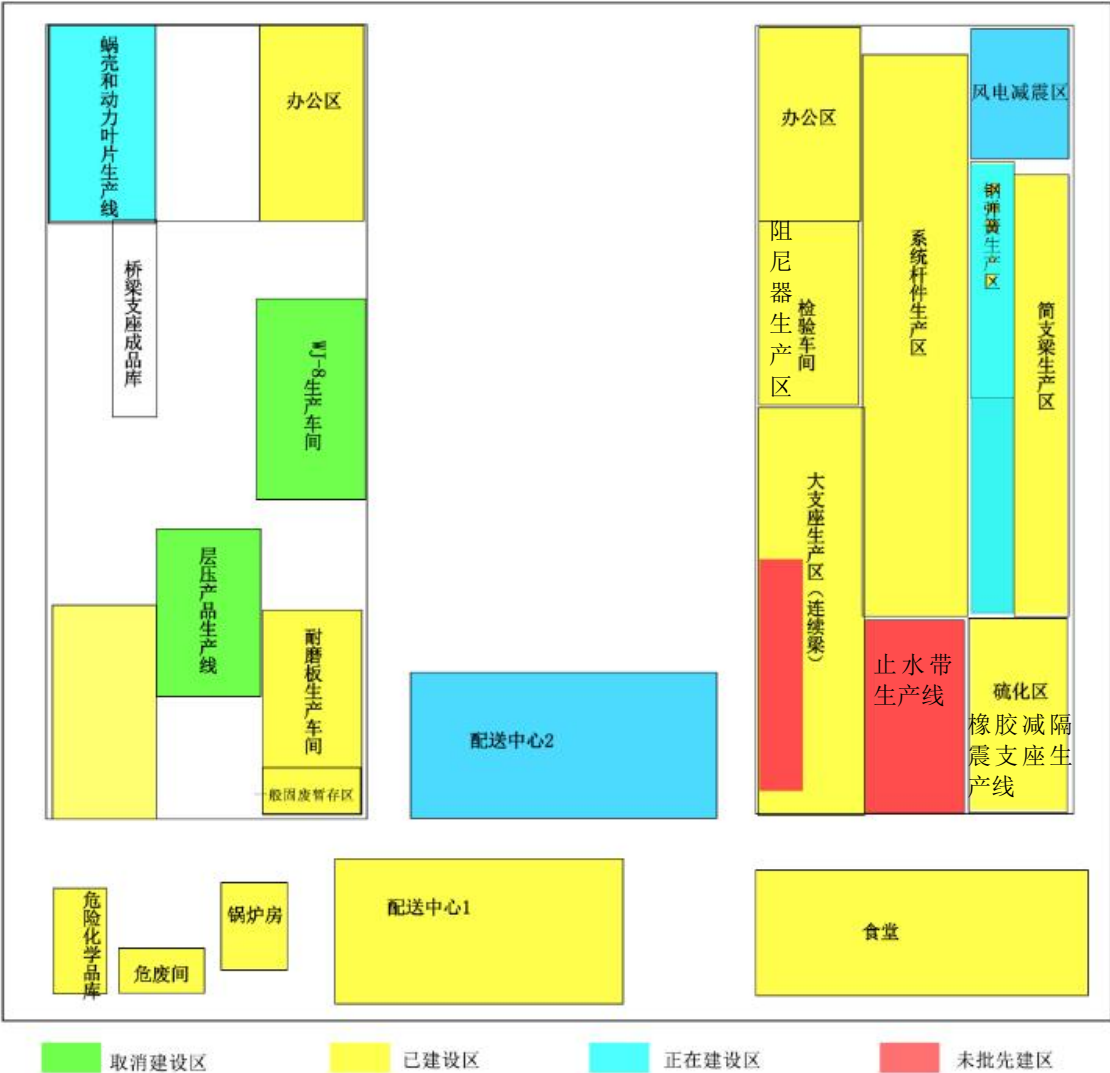 蜗壳和动力叶片生产线
办公区
桥梁支座成品库
WJ-8生产车间
层压产品生产线
耐磨板生产车间
一般固废暂存区
办公区
阻尼器生产区
检验车间
系统杆件生产区
风电减震区
钢弹簧生产区
简支梁生产区
大支座生产区(连续梁)
止水带
生产线
硫化区
橡胶减隔
震支座生
产线
配送中心2
危险化学品库
危废间
锅炉房
配送中心1
食堂
取消建设区
已建设区
正在建设区
未批先建区